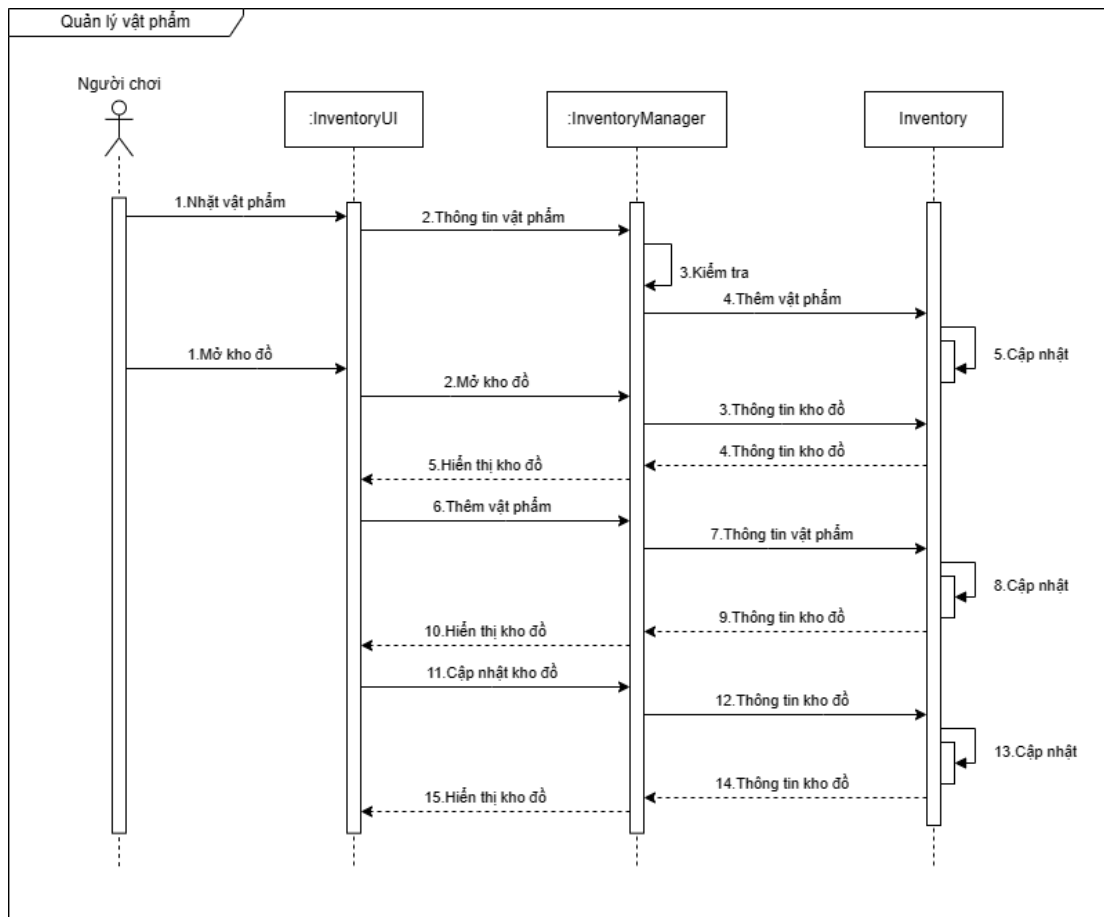 Quản lý vật phẩm
Người chơi
:InventoryUI
:InventoryManager
Inventory
1.Nhặt vật phẩm
2.Thông tin vật phẩm
3.Kiểm tra
4.Thêm vật phẩm
5.Cập nhật
1.Mở kho đồ
2.Mở kho đồ
3.Thông tin kho đồ
4.Thông tin kho đồ
5.Hiển thị kho đồ
6.Thêm vật phẩm
7.Thông tin vật phẩm
8.Cập nhật
9.Thông tin kho đồ
10.Hiển thị kho đồ
11.Cập nhật kho đồ
12.Thông tin kho đồ
13.Cập nhật
14.Thông tin kho đồ
15.Hiển thị kho đồ